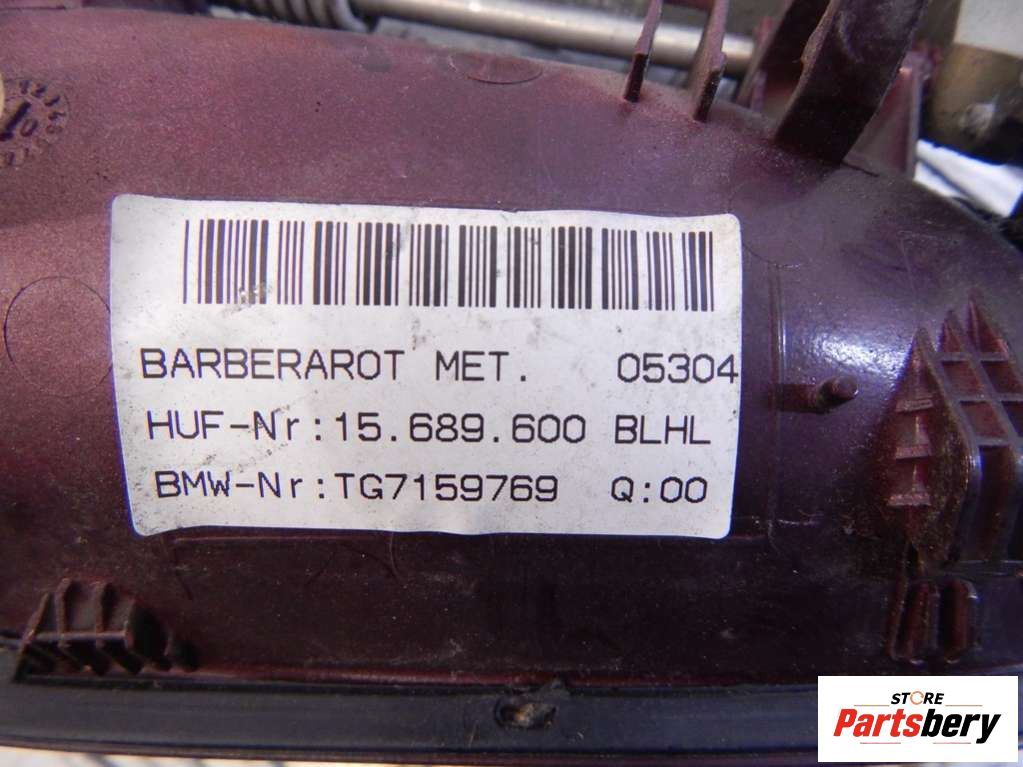 BARBERAROT MET. 05304
HUF-Nr:15.689.600 BLHL
BMW-Nr:TG7159769 Q:00
STORE
Partsbery